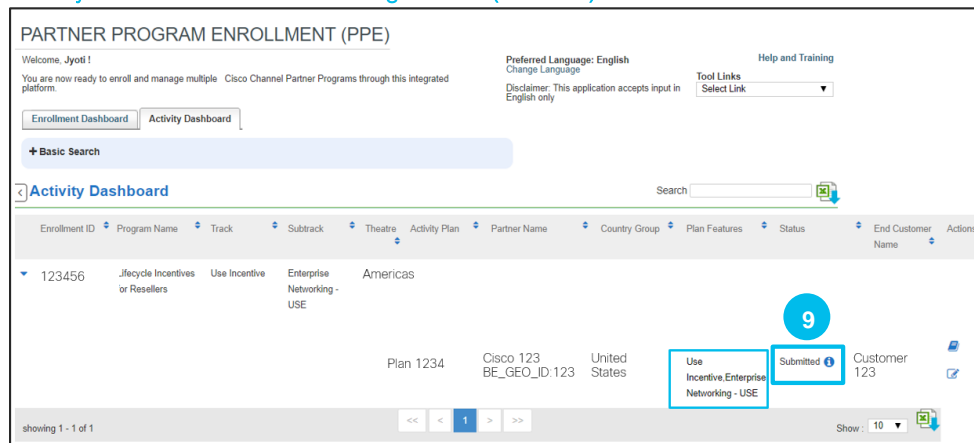 PARTNER PROGRAM ENROLLMENT (PPE)
Welcome, Jyoti !
You are now ready to enroll and manage multiple Cisco Channel Partner Programs through this integrated
platform.
Preferred Language: English
Change Language
Disclaimer: This application accepts input in
English only
Help and Training
Tool Links
Select Link
Enrollment Dashboard
Activity Dashboard
+ Basic Search
Activity Dashboard
Search
Enrollment ID Program Name Track Subtrack Theatre Activity Plan Partner Name Country Group Plan Features Status End Customer Actions
Name
123456
Lifecycle Incentives
for Resellers
Use Incentive
Enterprise
Networking -
USE
Americas
9
Plan 1234
Cisco 123
BE_GEO_ID:123
United
States
Use
Incentive,Enterprise
Networking - USE
Submitted
Customer
123
showing 1 - 1 of 1
<< < 1 > >>
Show : 10